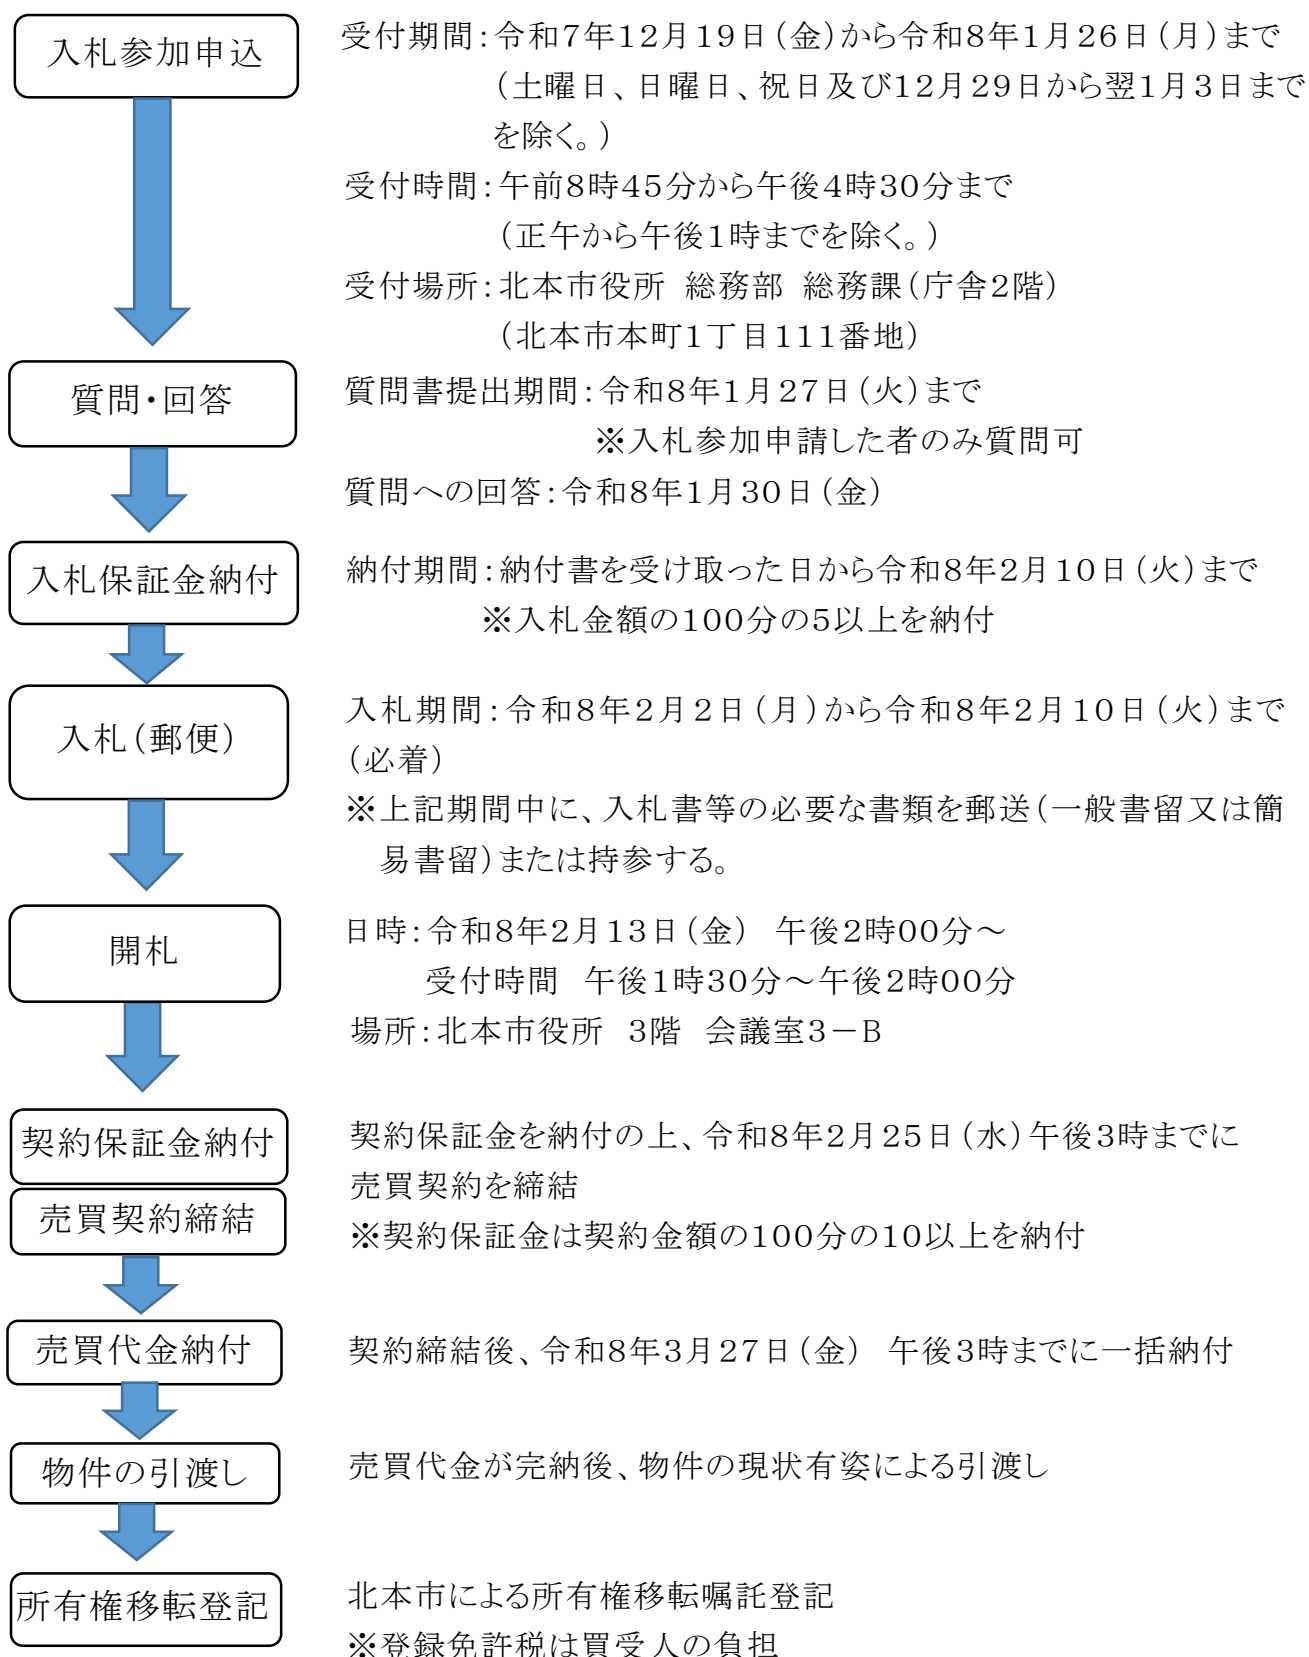 入札参加申込
受付期間:令和7年12月19日(金)から令和8年1月26日(月)まで
(土曜日、日曜日、祝日及び12月29日から翌1月3日まで
を除く。)
受付時間:午前8時45分から午後4時30分まで
(正午から午後1時までを除く。)
受付場所:北本市役所 総務部 総務課(庁舎2階)
(北本市本町1丁目111番地)
質問・回答
質問書提出期間:令和8年1月27日(火)まで
※入札参加申請した者のみ質問可
質問への回答:令和8年1月30日(金)
入札保証金納付
納付期間:納付書を受け取った日から令和8年2月10日(火)まで
※入札金額の100分の5以上を納付
入札(郵便)
入札期間:令和8年2月2日(月)から令和8年2月10日(火)まで
(必着)
※上記期間中に、入札書等の必要な書類を郵送(一般書留又は簡
易書留)または持参する。
開札
日時:令和8年2月13日(金) 午後2時00分~
受付時間 午後1時30分~午後2時00分
場所:北本市役所 3階 会議室3-B
契約保証金納付
売買契約締結
契約保証金を納付の上、令和8年2月25日(水)午後3時までに
売買契約を締結
※契約保証金は契約金額の100分の10以上を納付
売買代金納付
契約締結後、令和8年3月27日(金) 午後3時までに一括納付
物件の引渡し
売買代金が完納後、物件の現状有姿による引渡し
所有権移転登記
北本市による所有権移転嘱託登記
※登録免許税は買受人の負担